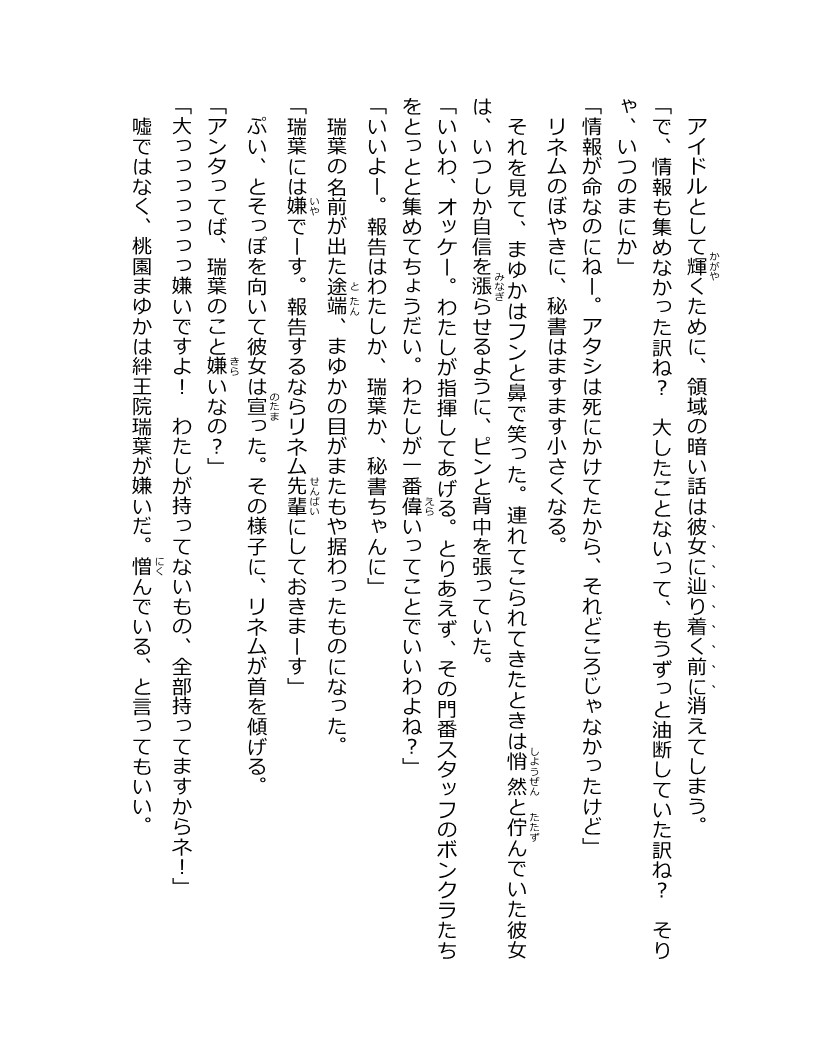 アイドルとして輝くために、領域の暗い話は彼女に辿り着く前に消えてしまう。
「で、情報も集めなかった訳ね？　大したことないって、もうずっと油断していた訳ね？　そり
ゃ、いつのまにか」
「情報が命なのにねー。アタシは死にかけてたから、それどころじゃなかったけど」
リネムのぼやきに、秘書はますます小さくなる。
それを見て、まゆかはフンと鼻で笑った。連れてこられてきたときは悄然と佇んでいた彼女
は、いつしか自信を漲らせるように、ピンと背中を張っていた。
「いいわ、オッケー。わたしが指揮してあげる。とりあえず、その門番スタッフのボンクラたち
をとっとと集めてちょうだい。わたしが一番偉いってことでいいわよね？」
「いいよー。報告はわたしか、瑞葉か、秘書ちゃんに」
瑞葉の名前が出た途端、まゆかの目がまたもや据わったものになった。
「瑞葉には嫌でーす。報告するならリネム先輩にしておきまーす」
ぷい、とそっぽを向いて彼女は宣った。その様子に、リネムが首を傾げる。
「アンタってば、瑞葉のこと嫌いなの？」
「大っっっっっっっ嫌いですよ！　わたしが持ってないもの、全部持ってますからネ！」
嘘ではなく、桃園まゆかは絆王院瑞葉が嫌いだ。憎んでいる、と言ってもいい。